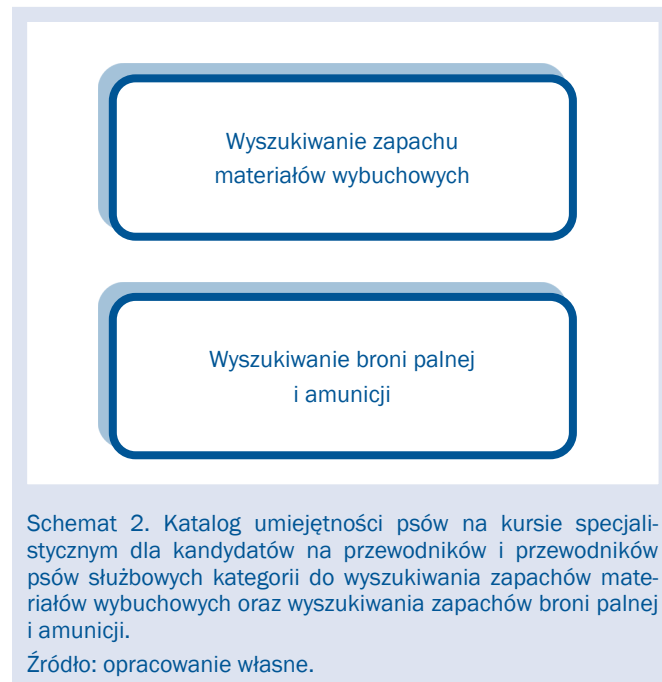 Wyszukiwanie zapachu
materiałów wybuchowych
Wyszukiwanie broni palnej
i amunicji
Schemat 2. Katalog umiejętności psów na kursie specjali-
stycznym dla kandydatów na przewodników i przewodników
psów służbowych kategorii do wyszukiwania zapachów mate-
riałów wybuchowych oraz wyszukiwania zapachów broni palnej
i amunicji.
Źródło: opracowanie własne.